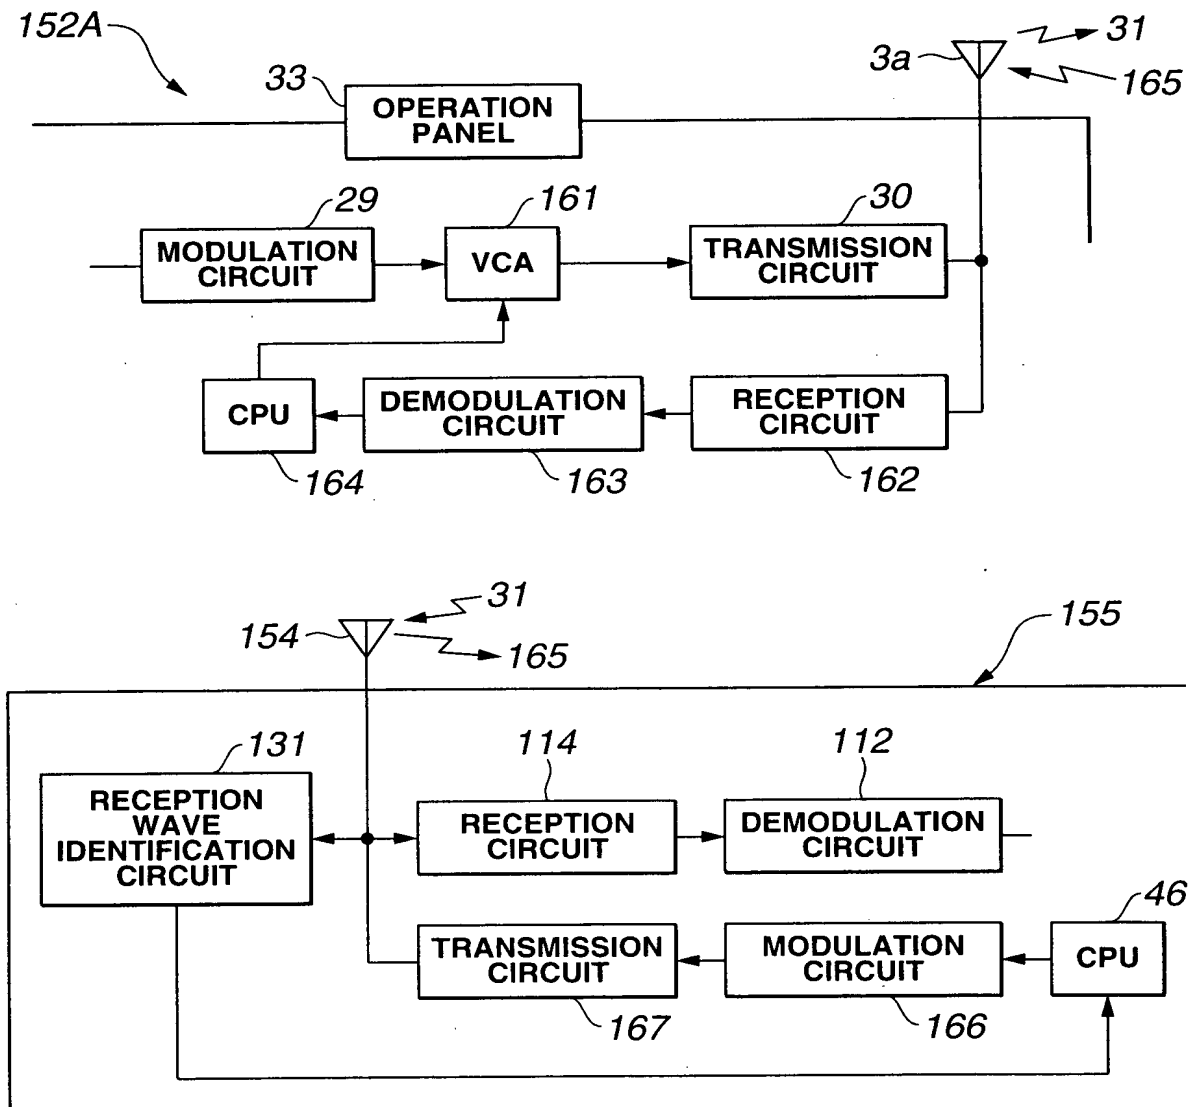 152A
31
3a
165
33
OPERATION
PANEL
29
161
30
MODULATION
CIRCUIT
VCA
TRANSMISSION
CIRCUIT
CPU
DEMODULATION
CIRCUIT
RECEPTION
CIRCUIT
164
163
162
31
154
165
155
131
114
112
RECEPTION
WAVE
IDENTIFICATION
CIRCUIT
RECEPTION
CIRCUIT
DEMODULATION
CIRCUIT
46
TRANSMISSION
CIRCUIT
MODULATION
CIRCUIT
CPU
167
166